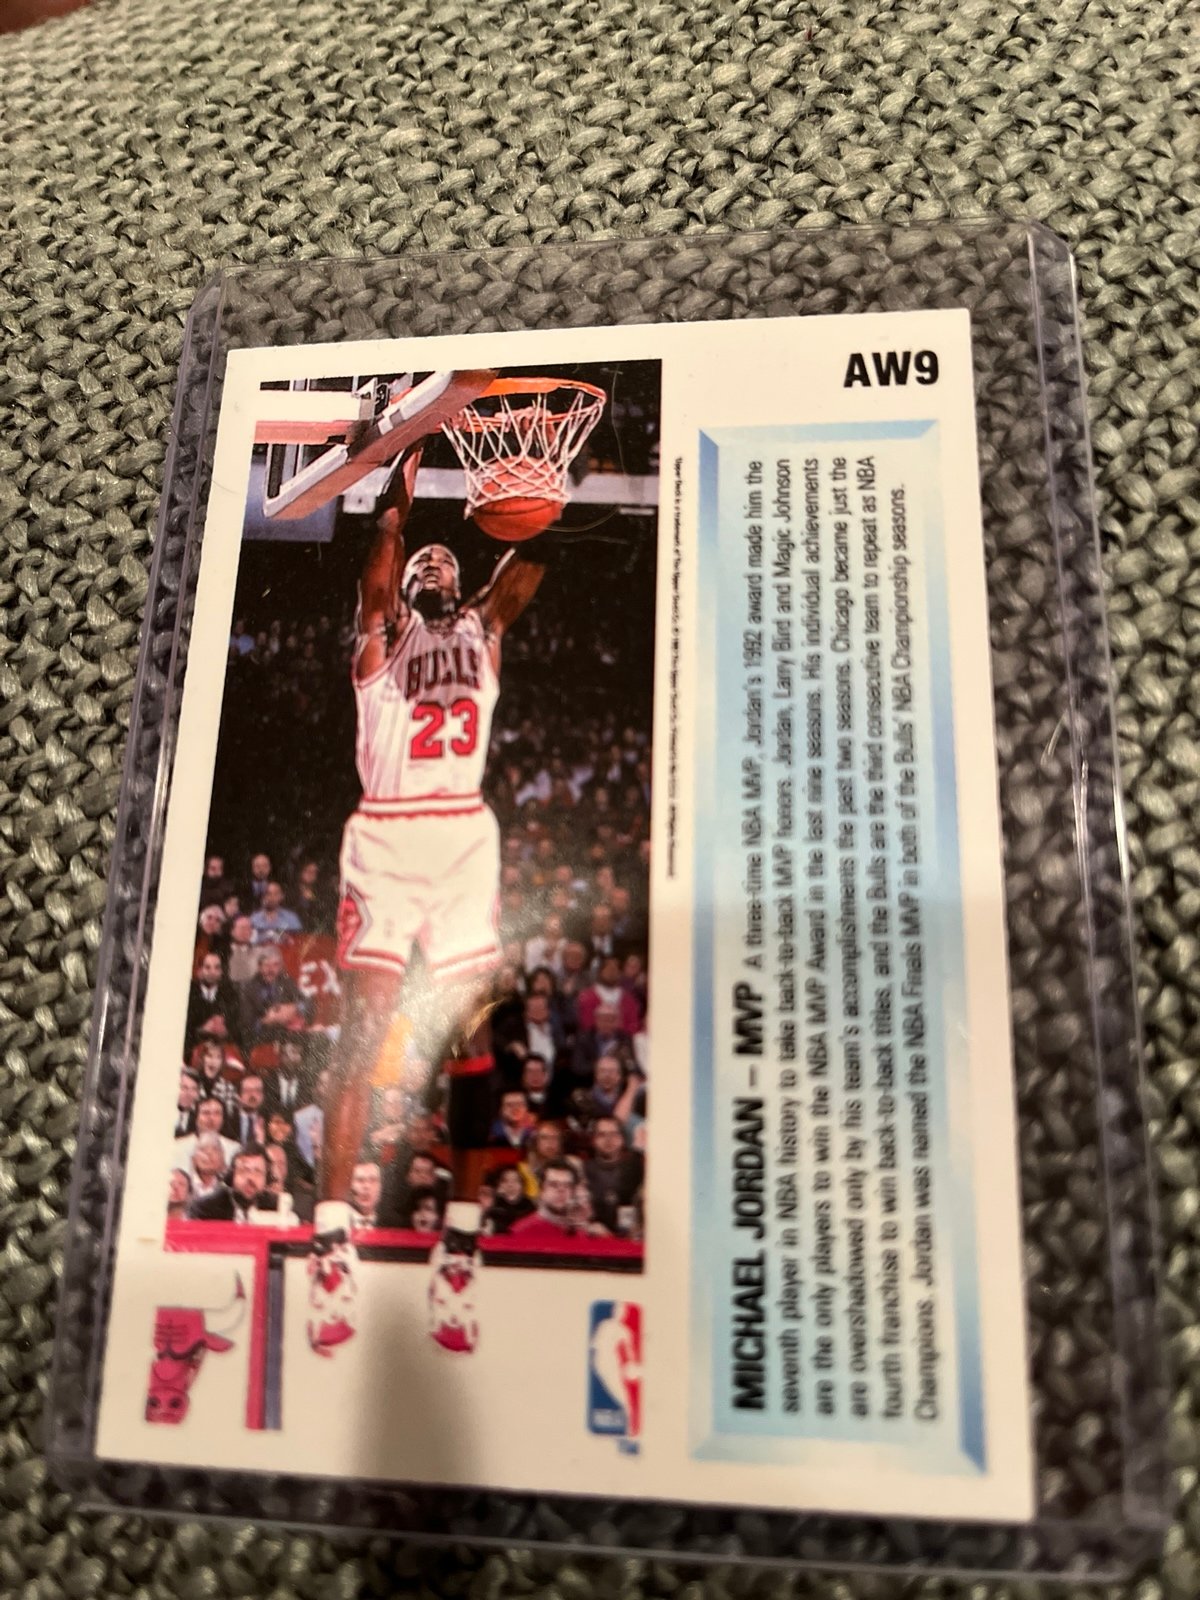 AW9
MICHAEL JORDAN – MVP A three-time NBA MVP, Jordan's 1992 award made him the
seventh player in NBA history to take back-to-back MVP honors. Jordan, Larry Bird and Magic Johnson
are the only players to win the NBA MVP Award in the last nine seasons. His individual achievements
are overshadowed only by his team's accomplishments the past two seasons. Chicago became just the
fourth franchise to win back-to-back titles, and the Bulls are the third consecutive team to repeat as NBA
Champions. Jordan was named the NBA Finals MVP in both of the Bulls' NBA Championship seasons.
BULLS
23
NBA
TM